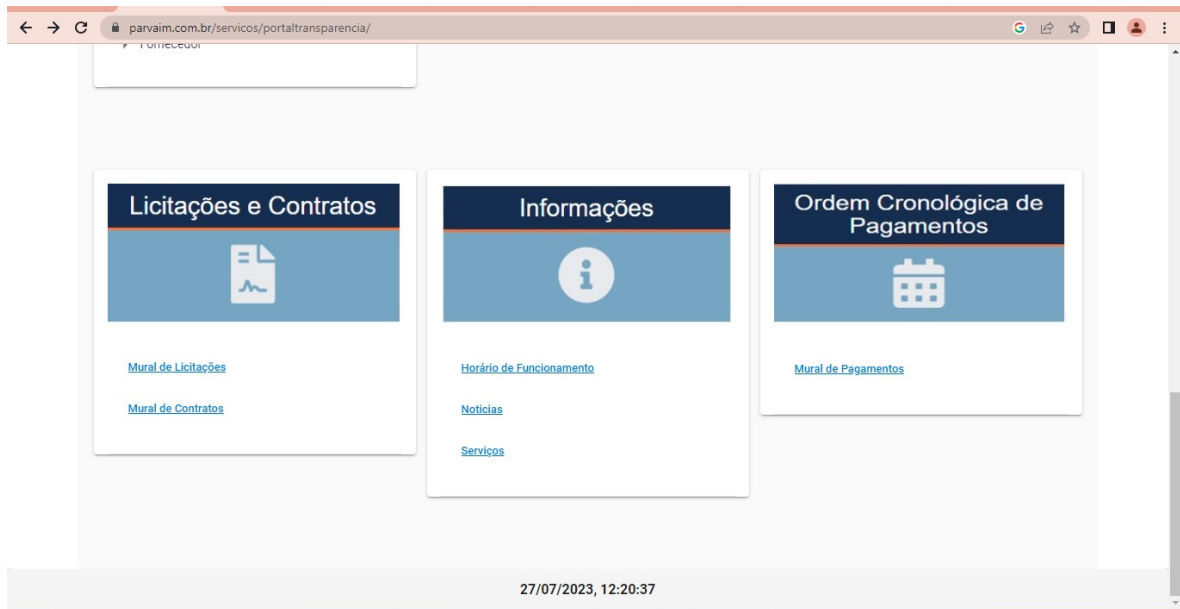 parvaim.com.br/servicos/portaltransparencia/
Fornecedor
Licitações e Contratos
Informações
Ordem Cronológica de
Pagamentos
Mural de Licitações
Mural de Contratos
Horário de Funcionamento
Noticias
Serviços
Mural de Pagamentos
27/07/2023, 12:20:37